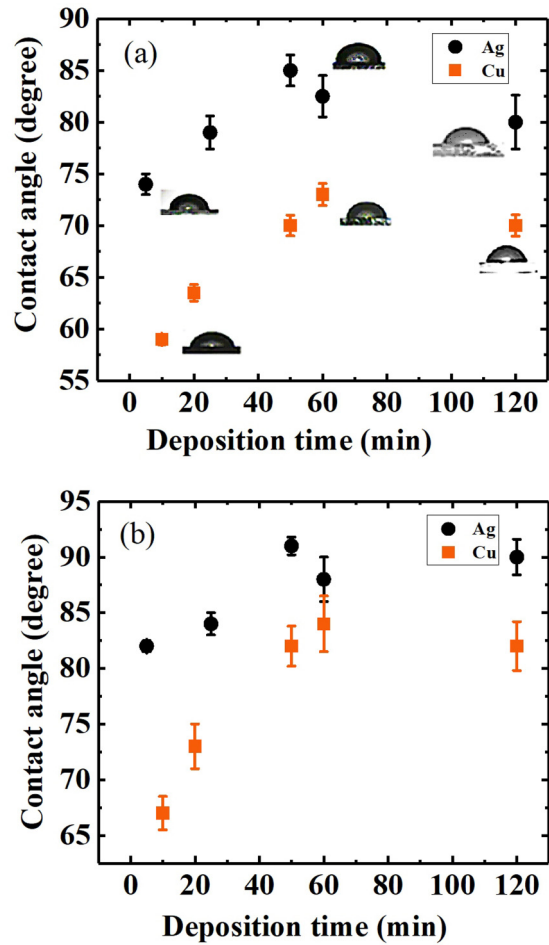 (a)
Ag
Cu
90
85
80
75
70
65
60
55
Contact angle (degree)
0 20 40 60 80 100 120
Deposition time (min)
(b)
Ag
Cu
95
90
85
80
75
70
65
Contact angle (degree)
0 20 40 60 80 100 120
Deposition time (min)